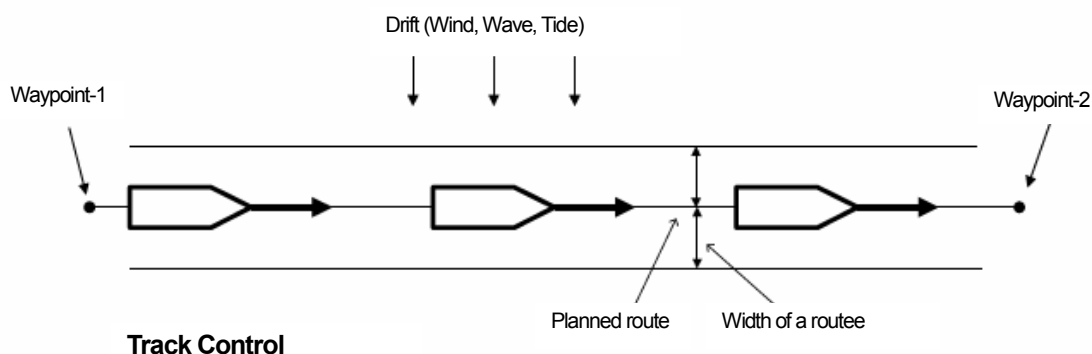 Drift (Wind, Wave, Tide)
Waypoint-1
Waypoint-2
Planned route
Width of a routee
Track Control